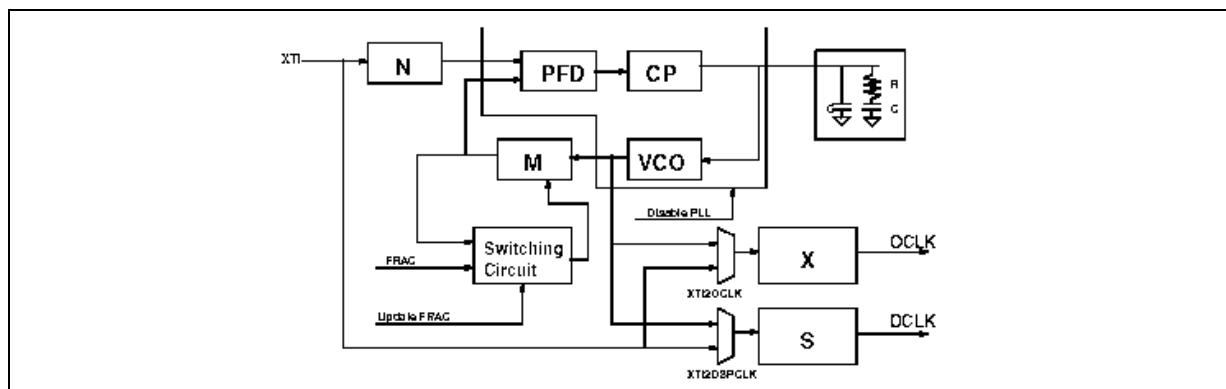 XTI
N
PFD
CP
R
C
C
M
VCO
Disable PLL
Switching
Circuit
FRAC
Update FRAC
X
OCLK
XTI2OCLK
S
DCLK
XTI2DSPCLK